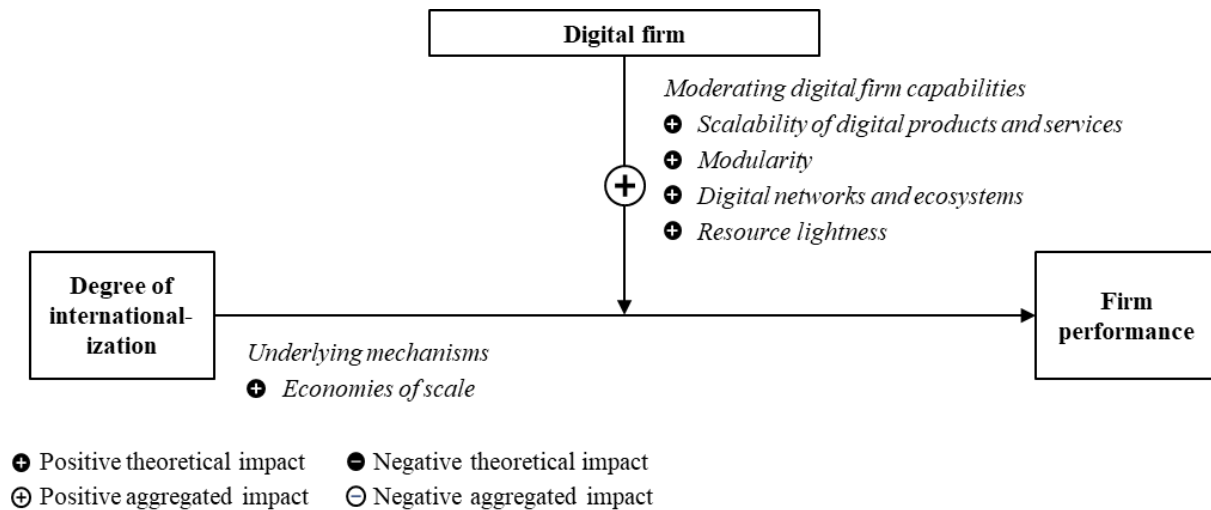 Digital firm
Moderating digital firm capabilities
Scalability of digital products and services
Modularity
Digital networks and ecosystems
Resource lightness
Degree of
international-
ization
Firm
performance
Underlying mechanisms
Economies of scale
Positive theoretical impact
Negative theoretical impact
Positive aggregated impact
Negative aggregated impact